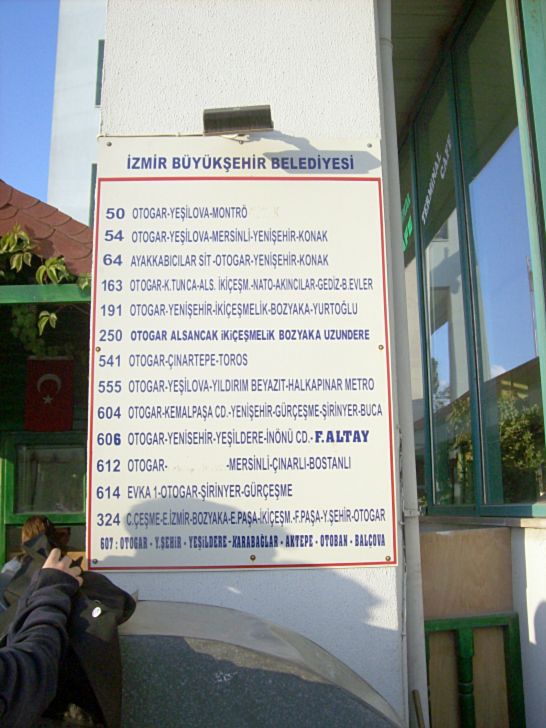 İZMİR BÜYÜKŞEHİR BELEDİYESİ
50 OTOGAR-YEŞİLOVA-MONTRÖ
54 OTOGAR-YEŞİLOVA-MERSİNLİ-YENİŞEHİR-KONAK
64 AYAKKABICILAR SİT-OTOGAR-YENİŞEHİR-KONAK
163 OTOGAR-K.TUNCA-ALS. İKİÇEŞM.-NATO-AKINCILAR-GEDİZ-B.EVLER
191 OTOGAR-YENİŞEHİR-İKİÇEŞMELİK-BOZYAKA-YURTOĞLU
250 OTOGAR ALSANCAK iKiÇEŞMELİK BOZYAKA UZUNDERE
541 OTOGAR-ÇINARTEPE-TOROS
555 OTOGAR-YEŞİLOVA-YILDIRIM BEYAZIT-HALKAPINAR METRO
604 OTOGAR-KEMALPAŞA CD.-YENİŞEHİR-GÜRÇEŞME-ŞİRİNYER-BUCA
606 OTOGAR-YENİSEHİR-YEŞİLDERE-İNÖNÜ CD.-F.ALTAY
612 OTOGAR- -MERSİNLİ-ÇINARLI-BOSTANLI
614 EVKA 1-OTOGAR-ŞİRİNYER-GÜRÇEŞME
324 C.ÇEŞME-E.İZMİR-BOZYAKA-E.PAŞA-İKİÇEŞM.-F.PAŞA-Y.ŞEHİR-OTOGAR
607 : OTOGAR - Y.ŞEHİR - YEŞİLDERE - KARABAĞLAR - ANTEPE - OTOBAN - BALÇOVA
TERMINAL
CAFE